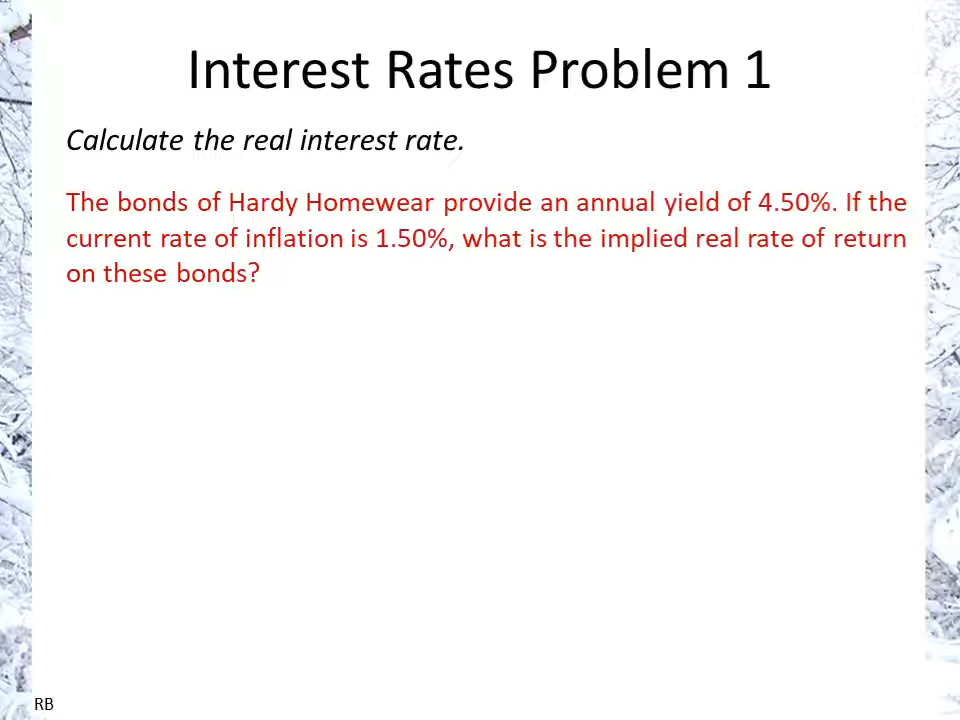 Interest Rates Problem 1
Calculate the real interest rate.
The bonds of Hardy Homewear provide an annual yield of 4.50%. If the
current rate of inflation is 1.50%, what is the implied real rate of return
on these bonds?
RB